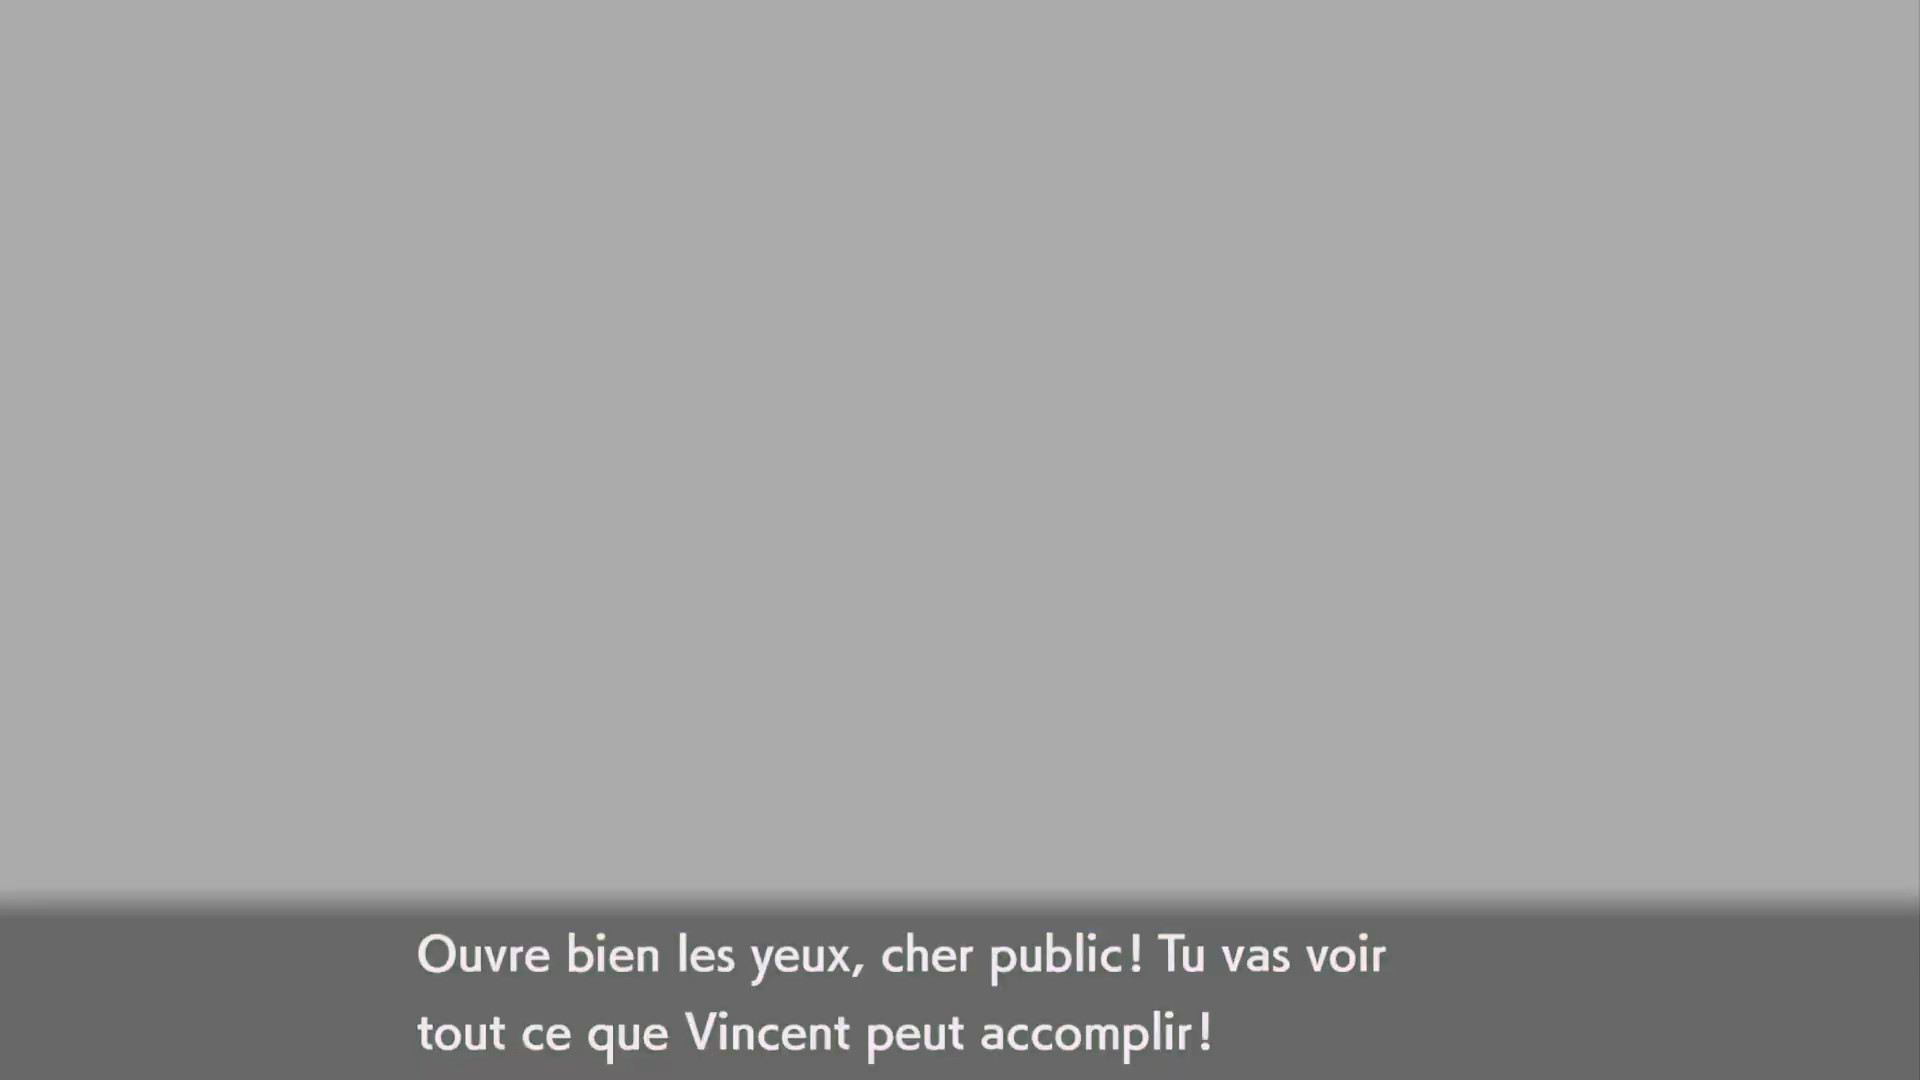 Ouvre bien les yeux, cher public ! Tu vas voir
tout ce que Vincent peut accomplir !